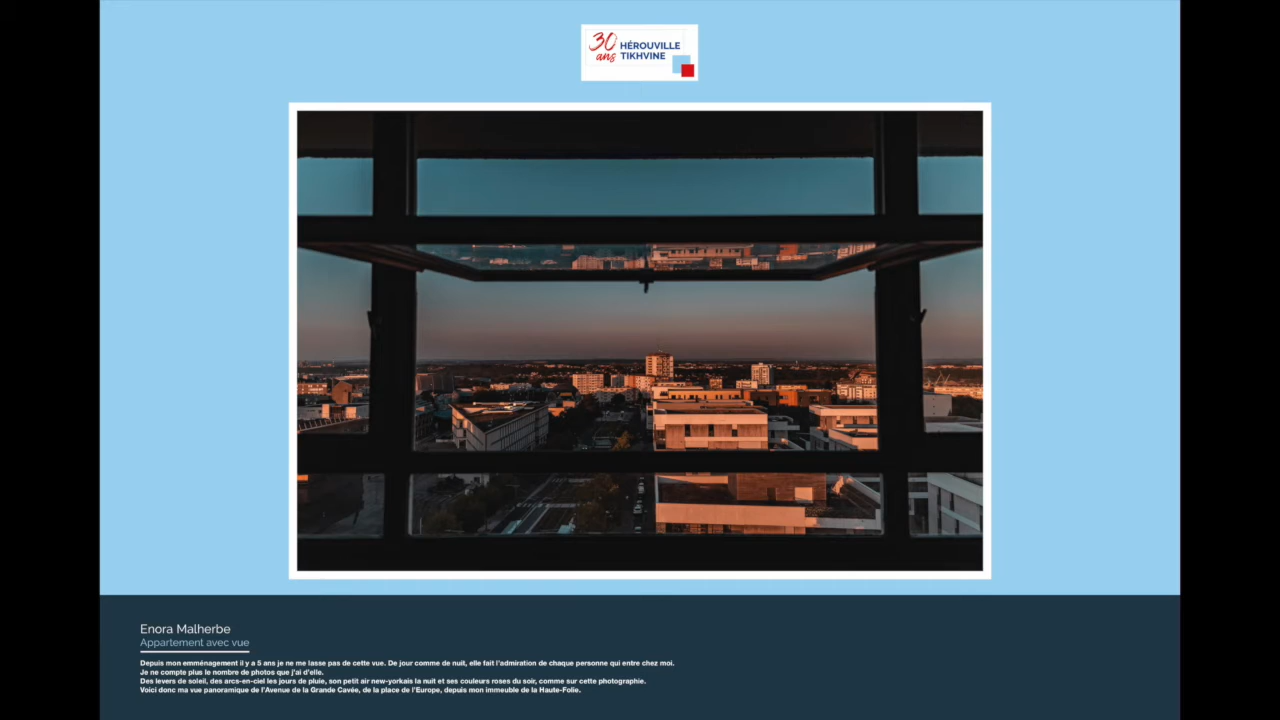 30 ans HÉROUVILLE TIKHVINE
Enora Malherbe
Appartement avec vue
Depuis mon emménagement il y a 5 ans je ne me lasse pas de cette vue. De jour comme de nuit, elle fait l'admiration de chaque personne qui entre chez moi.
Je ne compte plus le nombre de photos que j'ai d'elle.
Des levers de soleil, des arcs-en-ciel les jours de pluie, son petit air new-yorkais la nuit et ses couleurs roses du soir, comme sur cette photographie.
Voici donc ma vue panoramique de l'Avenue de la Grande Cavée, de la place de l'Europe, depuis mon immeuble de la Haute-Folie.